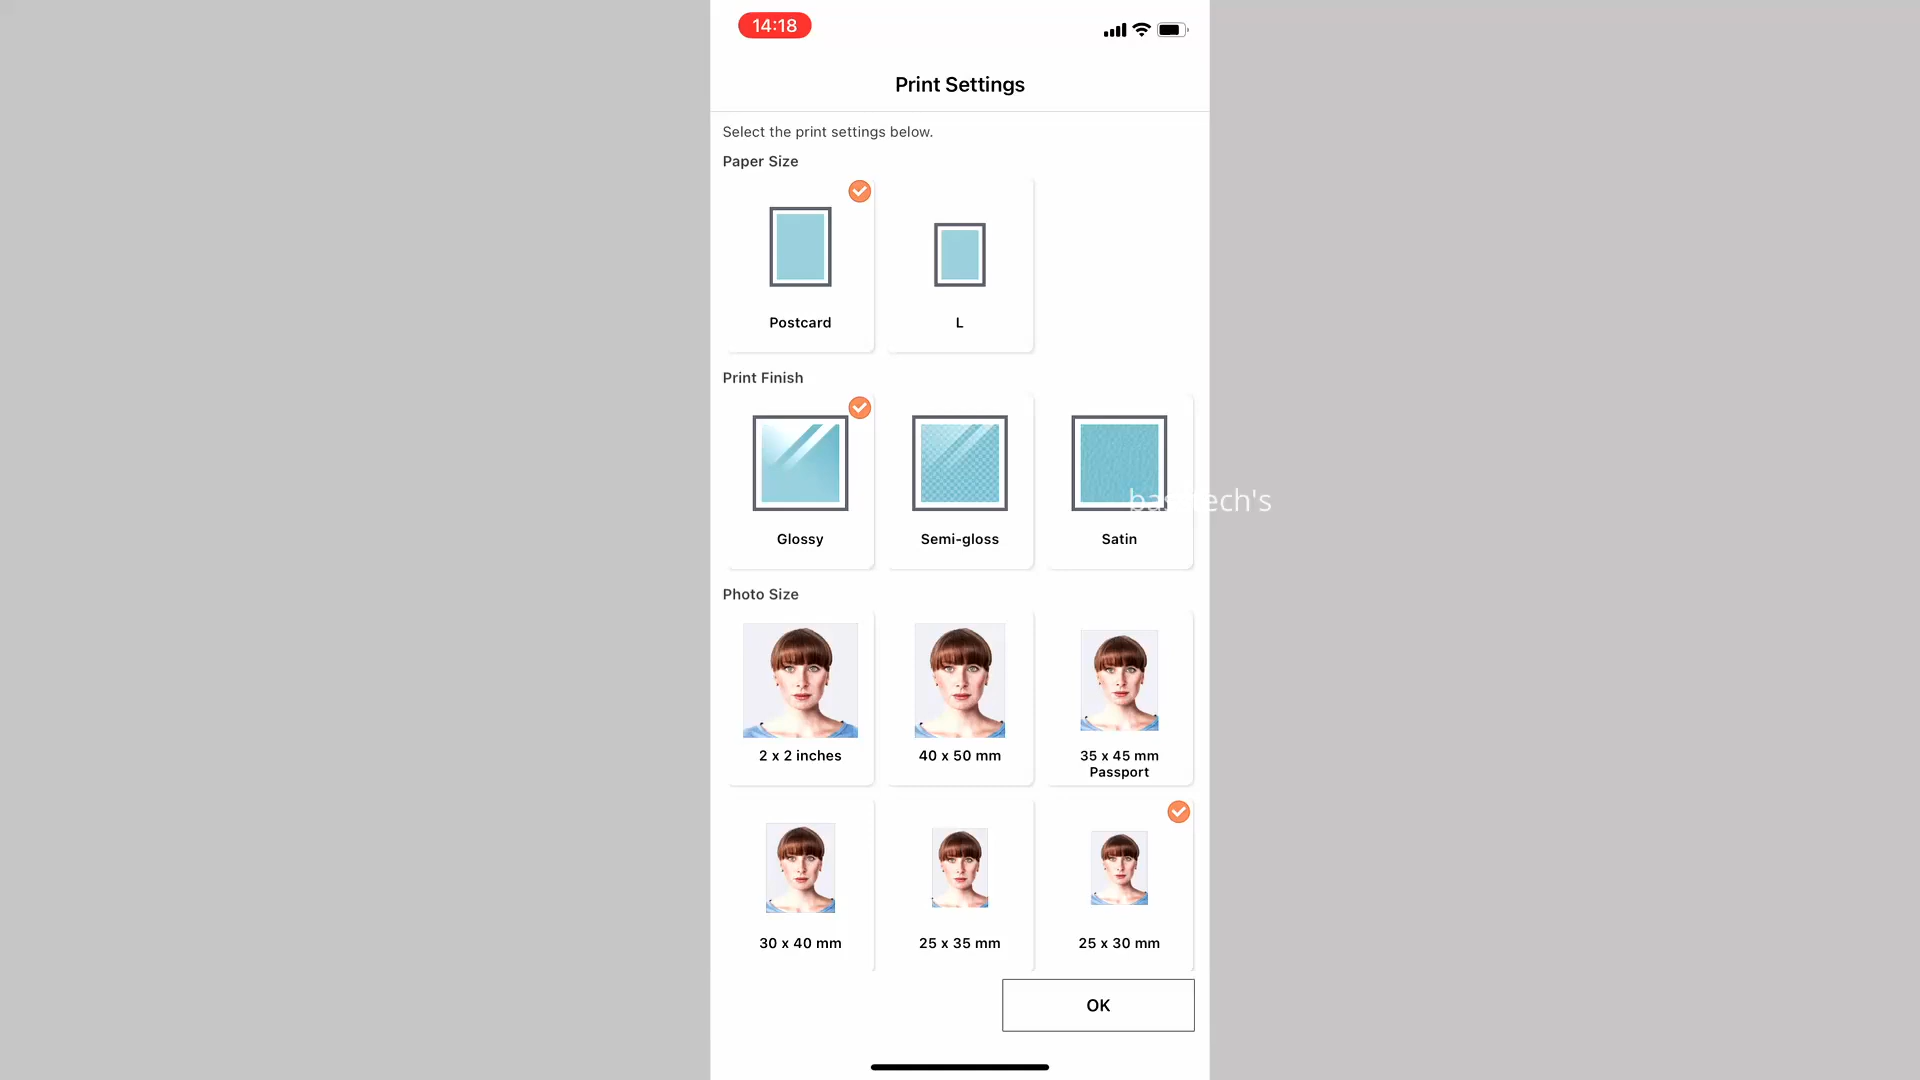 14:18
Print Settings
Select the print settings below.
Paper Size
Postcard
L
Print Finish
Glossy
Semi-gloss
Satin
Photo Size
2 x 2 inches
40 x 50 mm
35 x 45 mm
Passport
30 x 40 mm
25 x 35 mm
25 x 30 mm
OK